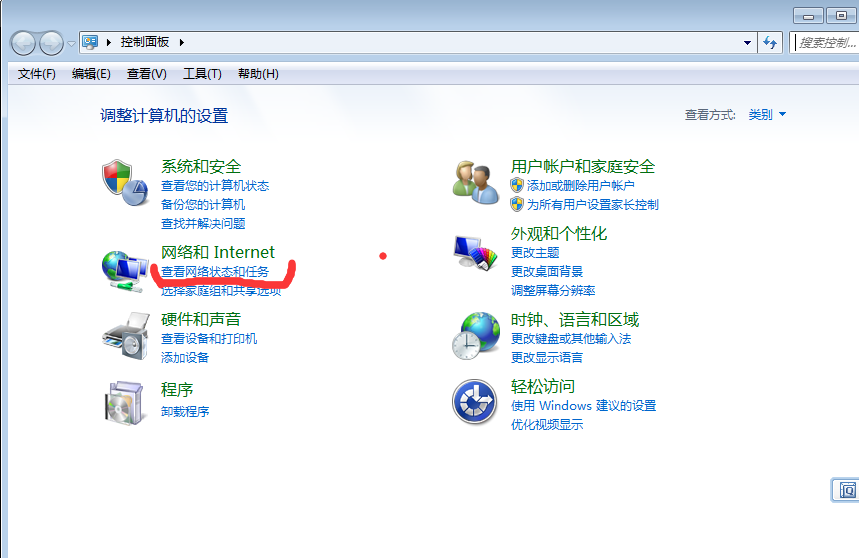 控制面板
搜索控制...
文件(F) 编辑(E) 查看(V) 工具(T) 帮助(H)
调整计算机的设置
查看方式: 类别
系统和安全
查看您的计算机状态
备份您的计算机
查找并解决问题
网络和 Internet
查看网络状态和任务
选择家庭组和共享选项
硬件和声音
查看设备和打印机
添加设备
程序
卸载程序
用户帐户和家庭安全
添加或删除用户帐户
为所有用户设置家长控制
外观和个性化
更改主题
更改桌面背景
调整屏幕分辨率
时钟、语言和区域
更改键盘或其他输入法
更改显示语言
轻松访问
使用 Windows 建议的设置
优化视频显示